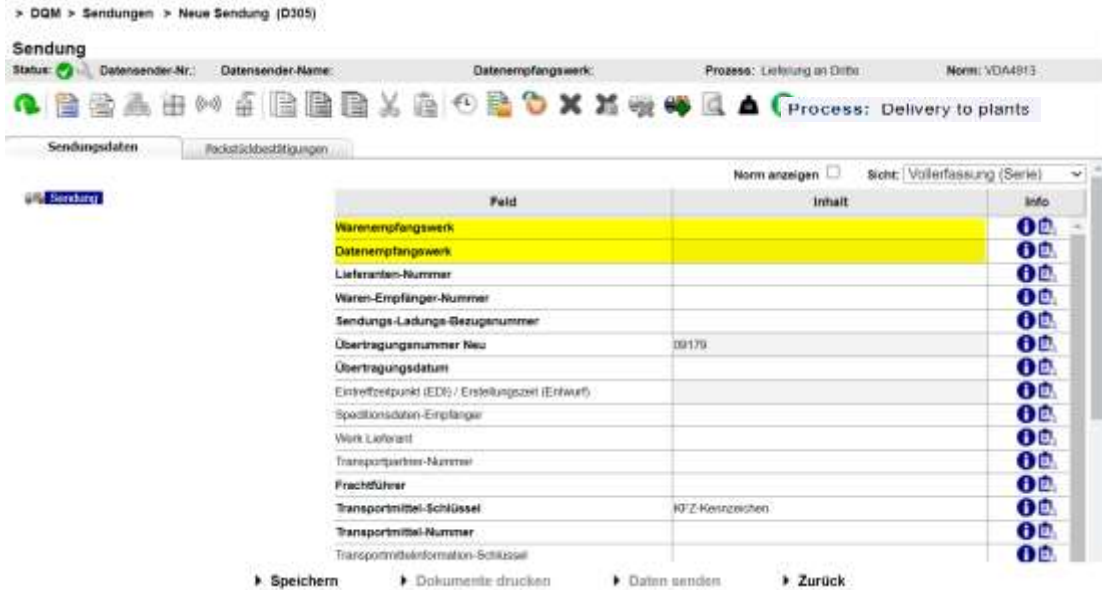 > DQM > Sendungen > Neue Sendung (D305)
Sendung
Status: Datensender-Nr.: Datensender-Name: Datenempfangswerk: Prozess: Lieferung an Dritte Norm: VDA4913
Process: Delivery to plants
Sendungsdaten Packstückbestätigungen
Norm anzeigen Sicht: Vollerfassung (Serie)
Sendung
Feld Inhalt Info
Warenempfangswerk
Datenempfangswerk
Lieferanten-Nummer
Waren-Empfänger-Nummer
Sendungs-Ladungs-Bezugsnummer
Übertragungsnummer Neu 09179
Übertragungsdatum
Eintreffzeitpunkt (EDI) / Erstellungszeit (Entwurf)
Speditionsdaten-Empfänger
Werk Lieferant
Transportpartner-Nummer
Frachtführer
Transportmittel-Schlüssel KFZ-Kennzeichen
Transportmittel-Nummer
Transportmittelinformation-Schlüssel
Speichern Dokumente drucken Daten senden Zurück